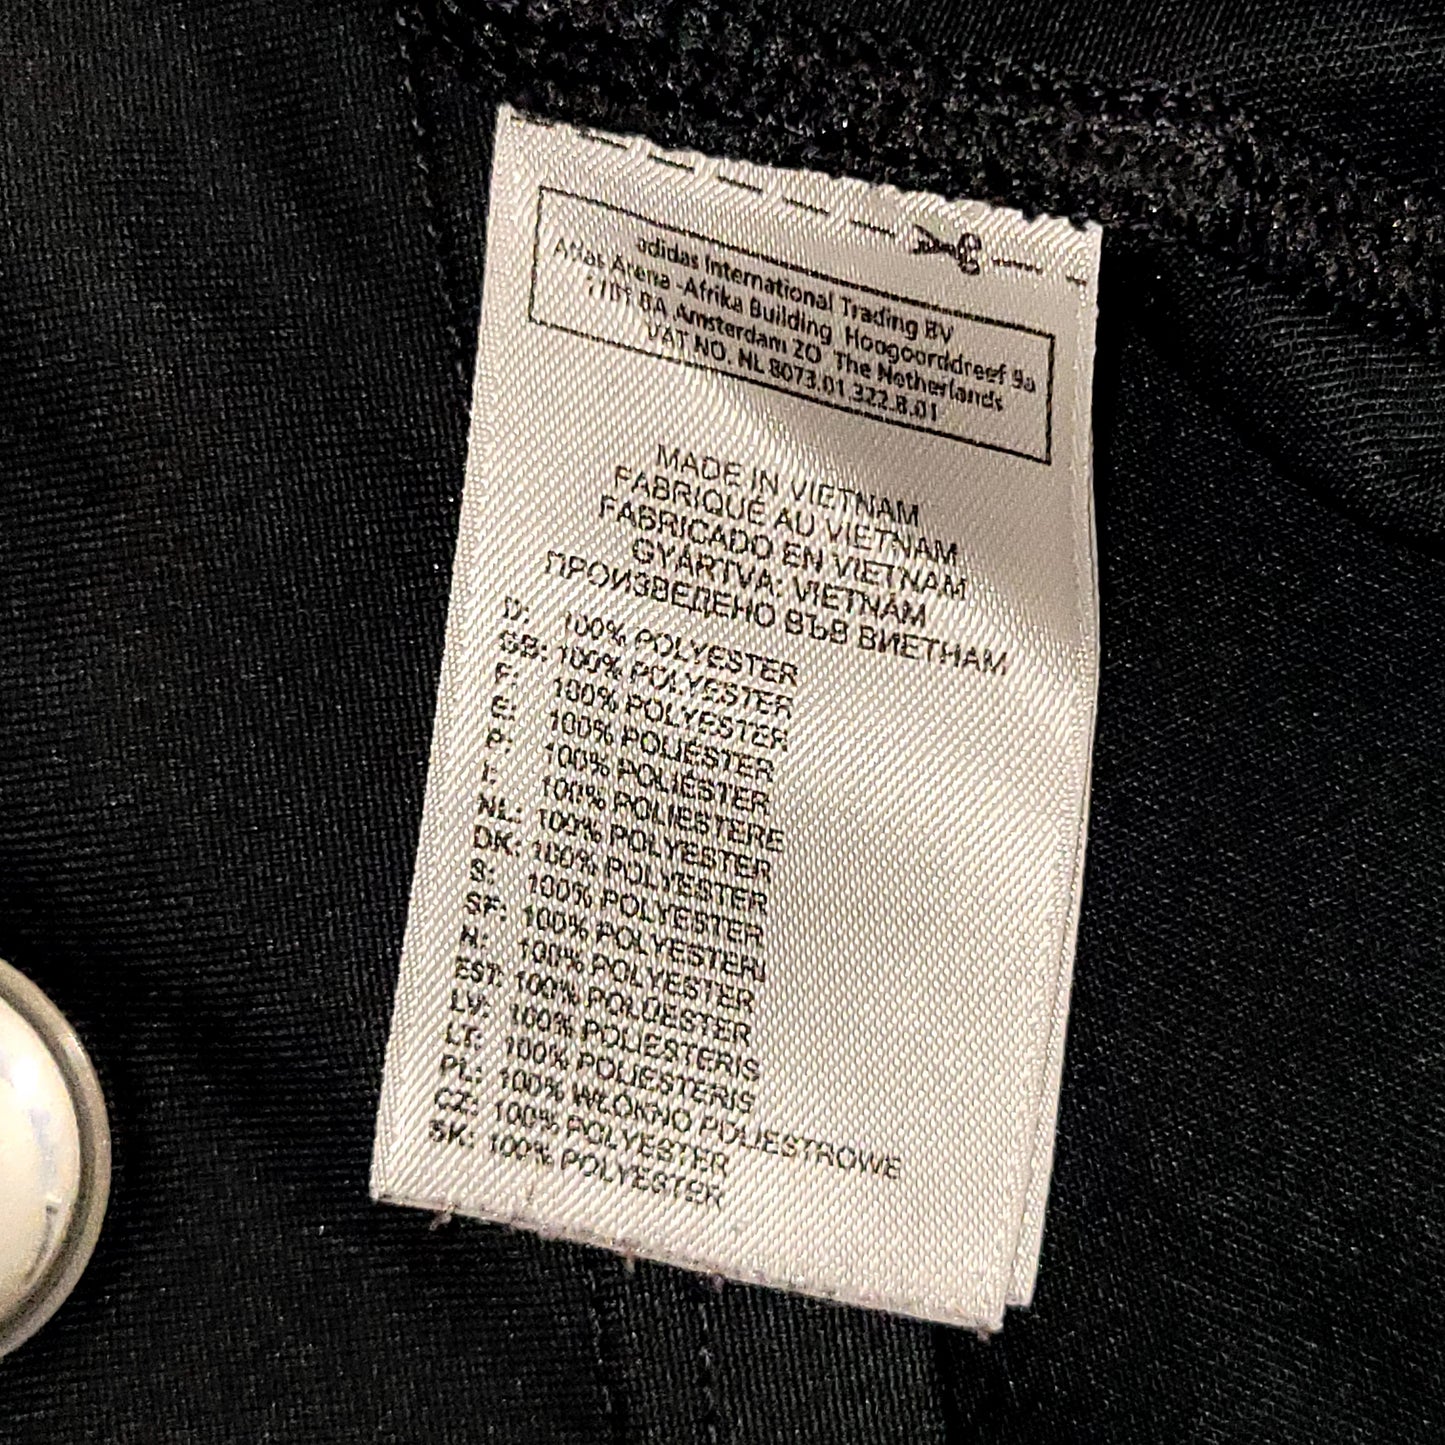 adidas International Trading BV
Atlas Arena -Afrika Building Hoogoorddreef 9a
1101 BA Amsterdam ZO The Netherlands
VAT NO. NL 8073.01.322.B.01
MADE IN VIETNAM
FABRIQUÉ AU VIETNAM
FABRICADO EN VIETNAM
GYÁRTVA: VIETNAM
ПРОИЗВЕДЕНО ВЪВ ВИЕТНАМ
D: 100% POLYESTER
GB: 100% POLYESTER
F: 100% POLYESTER
E: 100% POLIÉSTER
P: 100% POLIÉSTER
I: 100% POLIESTERE
NL: 100% POLYESTER
DK: 100% POLYESTER
S: 100% POLYESTER
SF: 100% POLYESTERI
N: 100% POLYESTER
EST: 100% POLÜESTER
LV: 100% POLIESTERIS
LT: 100% POLIESTERIS
PL: 100% WŁÓKNO POLIESTROWE
CZ: 100% POLYESTER
SK: 100% POLYESTER